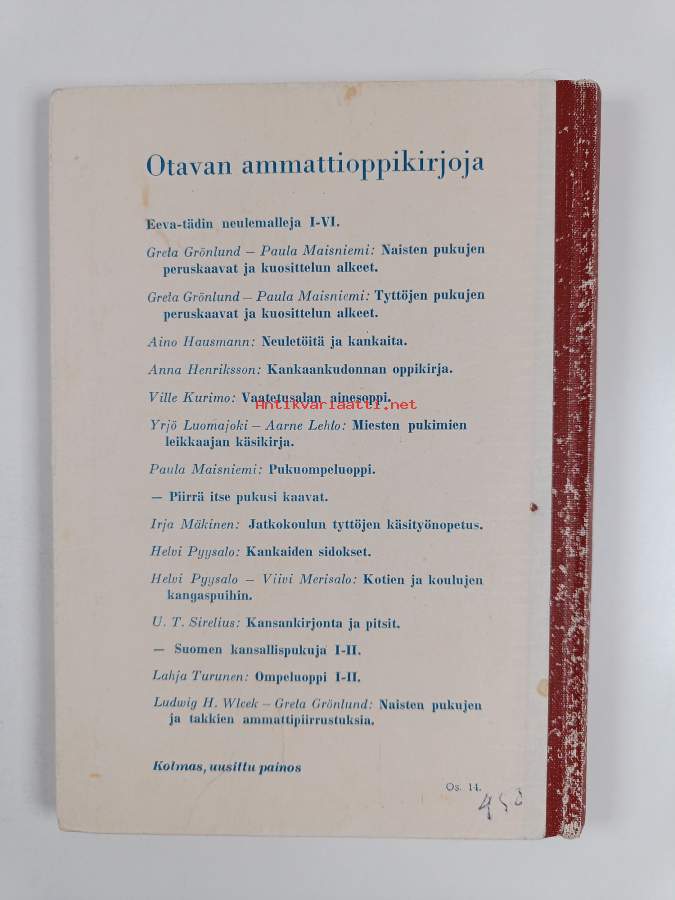 Otavan ammattioppikirjoja
Eeva-tädin neulemalleja I-VI.
Greta Grönlund – Paula Maisniemi: Naisten pukujen
peruskaavat ja kuosittelun alkeet.
Greta Grönlund – Paula Maisniemi: Tyttöjen pukujen
peruskaavat ja kuosittelun alkeet.
Aino Hausmann: Neuletöitä ja kankaita.
Anna Henriksson: Kankaankudonnan oppikirja.
Ville Kurimo: Vaatetusalan ainesoppi.
Antikvariaatti.net
Yrjö Luomajoki – Aarne Lehlo: Miesten pukimien
leikkaajan käsikirja.
Paula Maisniemi: Pukuompeluoppi.
— Piirrä itse pukusi kaavat.
Irja Mäkinen: Jatkokoulun tyttöjen käsityönopetus.
Helvi Pyysalo: Kankaiden sidokset.
Helvi Pyysalo – Viivi Merisalo: Kotien ja koulujen
kangaspuihin.
U. T. Sirelius: Kansankirjonta ja pitsit.
— Suomen kansallispukuja I-II.
Lahja Turunen: Ompeluoppi I-II.
Ludwig H. Wleek – Greta Grönlund: Naisten pukujen
ja takkien ammattipiirrustuksia.
Kolmas, uusittu painos
Os. 14.
450